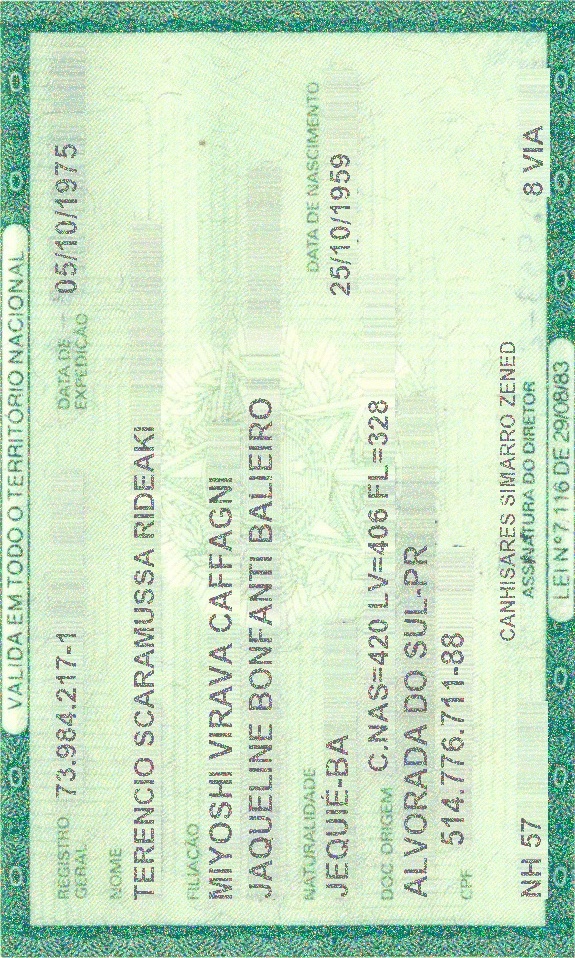 VALIDA EM TODO O TERRITÓRIO NACIONAL
REGISTRO GERAL 73.984.217-1 DATA DE EXPEDIÇÃO 05/10/1975
NOME
TERENCIO SCARAMUSSA RIDEAKI
FILIAÇÃO
MIYOSHI VIRAVA CAFFAGNI
JAQUELINE BONFANTI BALIEIRO
NATURALIDADE DATA DE NASCIMENTO
JEQUIÉ-BA 25/10/1959
DOC ORIGEM C.NAS=420 LV=406 FL=328
ALVORADA DO SUL-PR
CPF 514.776.711-88
CANHISARES SIMARRO ZENED
NH 57 ASSINATURA DO DIRETOR 8 VIA
LEI Nº 7.116 DE 29/08/83